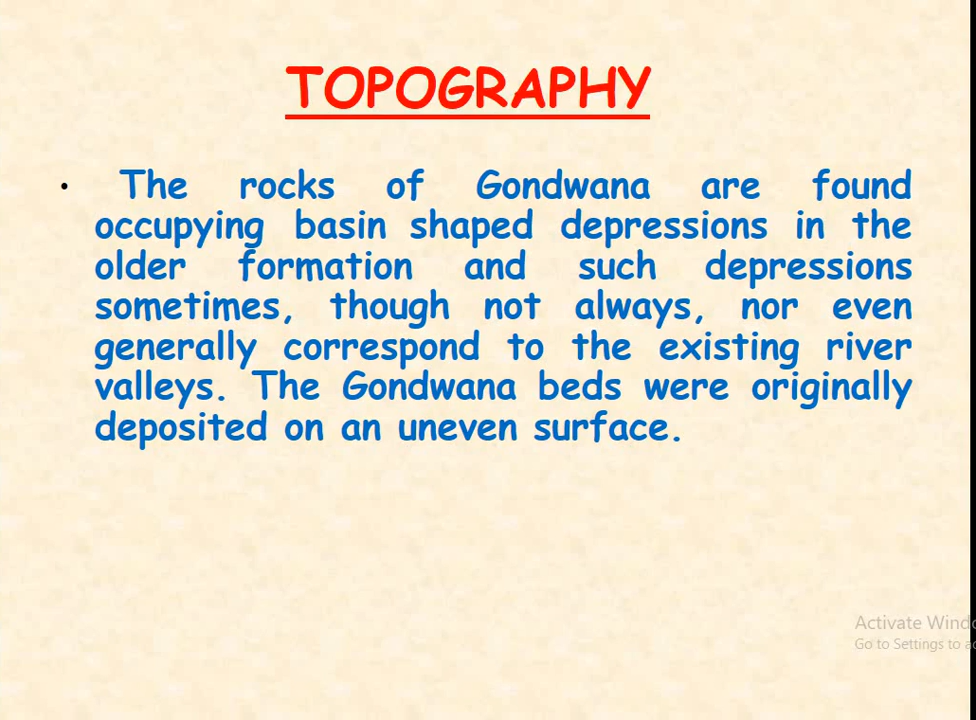 TOPOGRAPHY
• The rocks of Gondwana are found
occupying basin shaped depressions in the
older formation and such depressions
sometimes, though not always, nor even
generally correspond to the existing river
valleys. The Gondwana beds were originally
deposited on an uneven surface.
Activate Windo
Go to Settings to ac